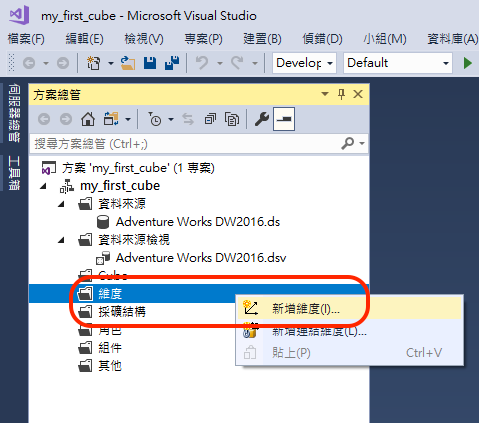 my_first_cube - Microsoft Visual Studio
檔案(F) 編輯(E) 檢視(V) 專案(P) 建置(B) 偵錯(D) 小組(M) 資料庫(A)
Develop Default
伺服器總管
工具箱
方案總管
搜尋方案總管 (Ctrl+;)
方案 'my_first_cube' (1 專案)
my_first_cube
資料來源
Adventure Works DW2016.ds
資料來源檢視
Adventure Works DW2016.dsv
Cube
維度
新增維度(I)...
採礦結構
新增連結維度(L)...
角色
貼上(P) Ctrl+V
組件
其他